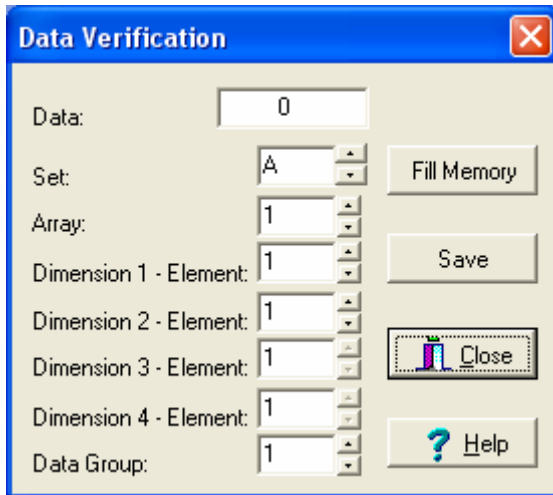 Data Verification
Data: 0
Set: A Fill Memory
Array: 1
Dimension 1 - Element: 1 Save
Dimension 2 - Element: 1
Dimension 3 - Element: 1 Close
Dimension 4 - Element: 1
Data Group: 1 ? Help